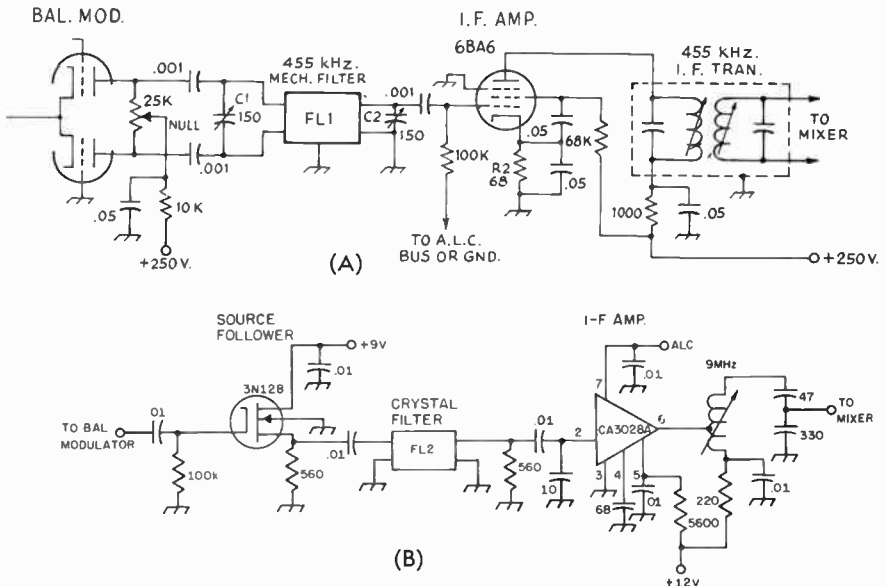 BAL. MOD.
I.F. AMP.
6BA6
.001
455 kHz.
MECH. FILTER
.001
455 kHz.
I.F. TRAN.
25K
NULL
C1
150
FL1
C2
150
.05
68K
TO
MIXER
.001
100K
R2
68
.05
.05
10K
1000
.05
+250V.
TO A.L.C.
BUS OR GND.
+250V.
(A)
SOURCE
FOLLOWER
+9V
.01
3N128
I-F AMP.
ALC
.01
7
9MHz
47
TO
MIXER
330
TO BAL
MODULATOR
01
CRYSTAL
FILTER
.01
FL2
.01
2
CA3028A
6
100k
560
560
10
3
4
5
68
01
5600
220
.01
+12V
(B)